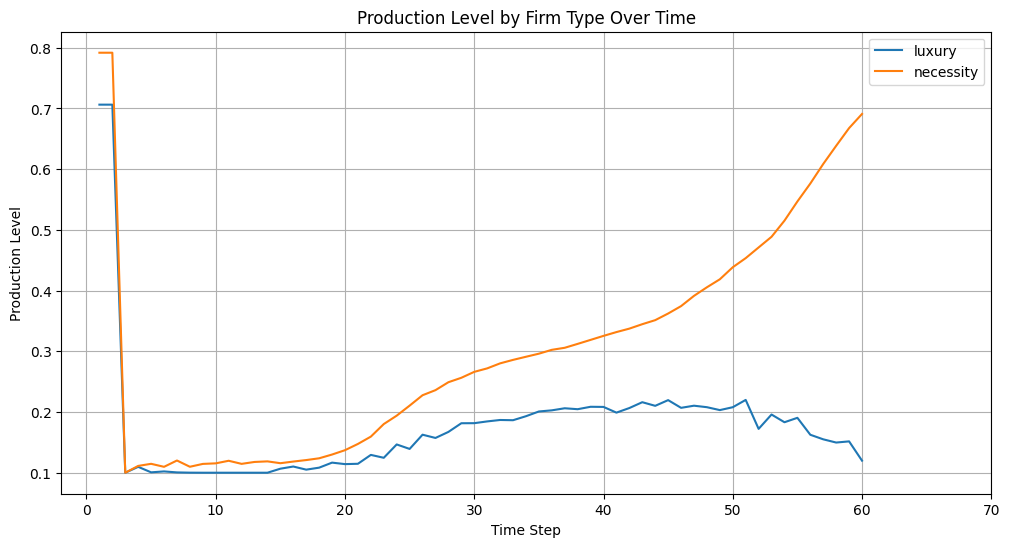 Production Level by Firm Type Over Time
luxury
necessity
Production Level
0.8
0.7
0.6
0.5
0.4
0.3
0.2
0.1
0 10 20 30 40 50 60 70
Time Step